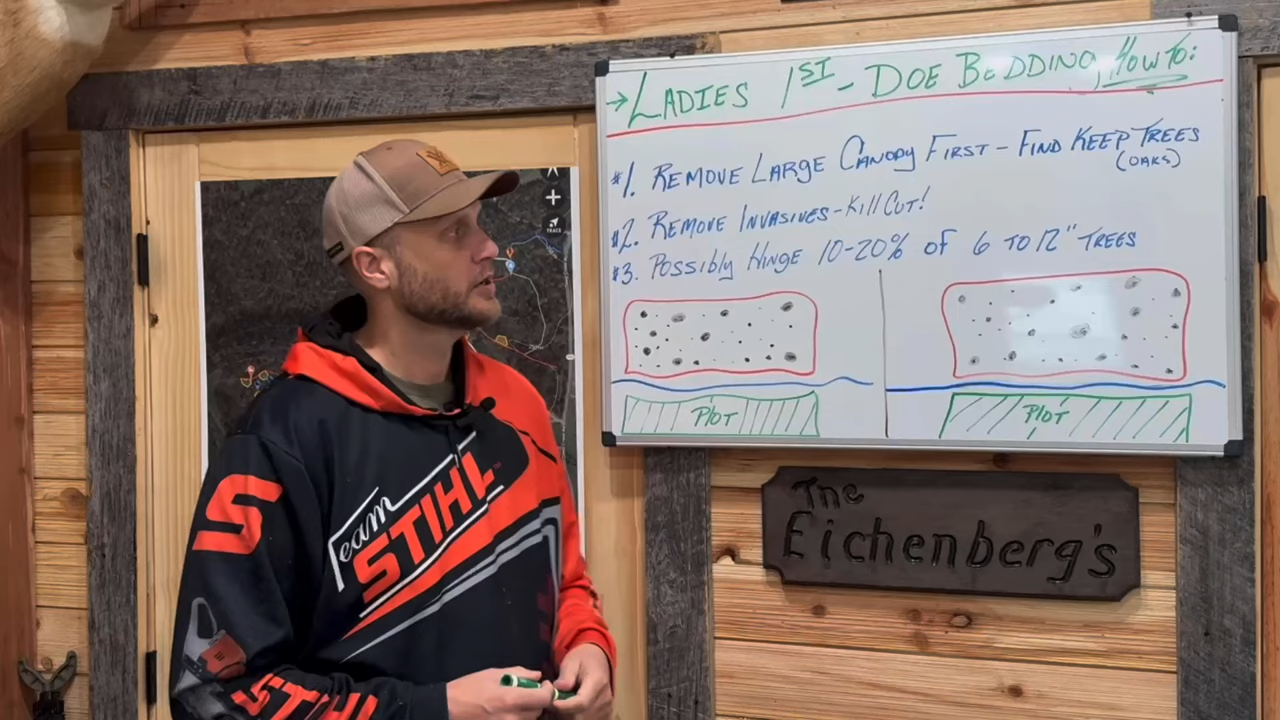 →LADIES 1ST - DOE BEDDING, HOW TO:
#1. REMOVE LARGE CANOPY FIRST - FIND KEEP TREES
(OAKS)
#2. REMOVE INVASIVES - Kill CUT!
#3. POSSIBLY HINGE 10-20% OF 6 TO 12" TREES
PLOT
PLOT
The
Eichenberg's
TRACE
Team
STIHL
S
STIHL